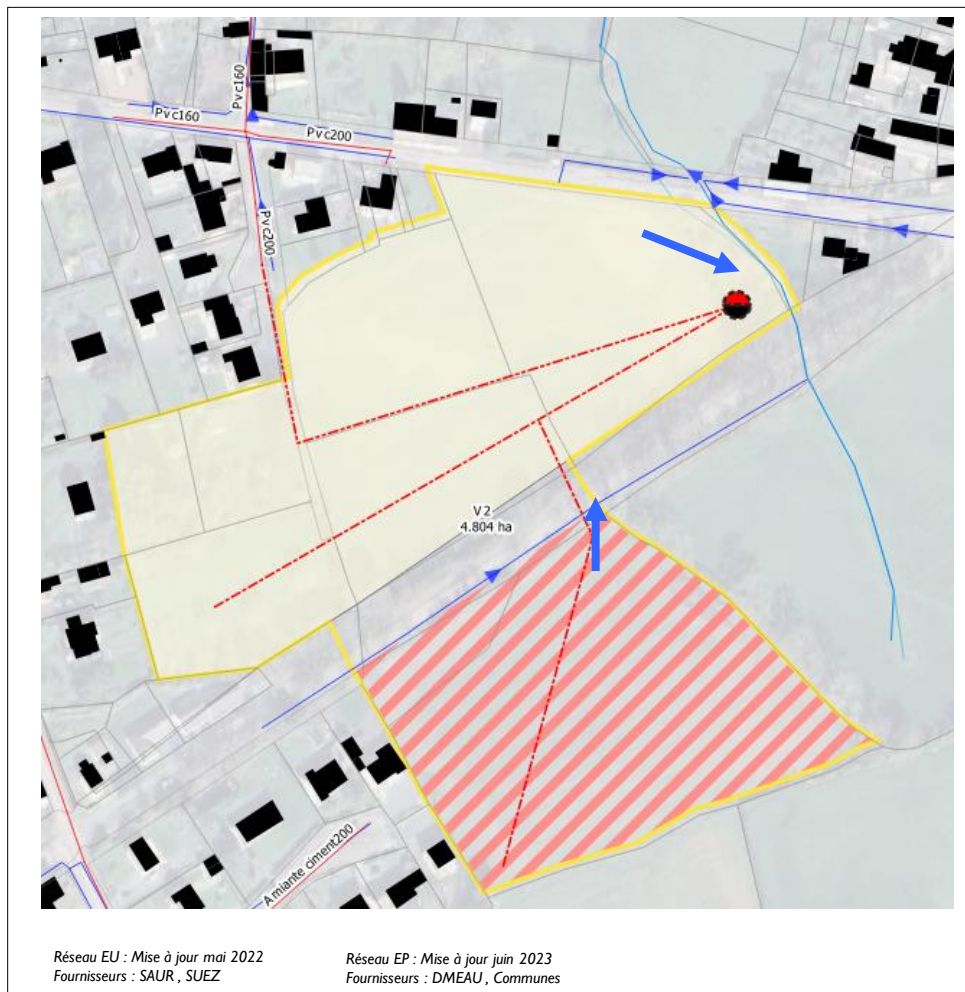 Pvc160
Pvc160
Pvc200
Pvc200
V2
4.804 ha
Amiante ciment200
Réseau EU : Mise à jour mai 2022
Fournisseurs : SAUR , SUEZ
Réseau EP : Mise à jour juin 2023
Fournisseurs : DMEAU , Communes